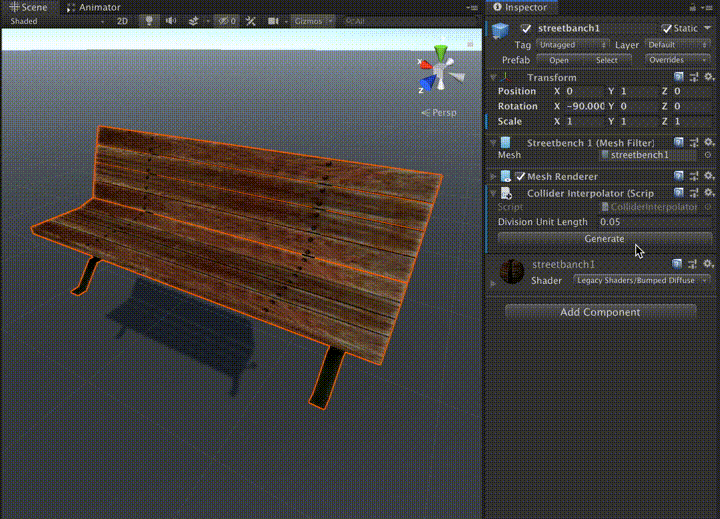 Scene Animator
Shaded 2D 0 Gizmos All
x
z
Persp
Inspector
streetbanch1 Static
Tag Untagged Layer Default
Prefab Open Select Overrides
Transform
Position X 0 Y 1 Z 0
Rotation X -90.000 Y 0 Z 0
Scale X 1 Y 1 Z 1
Streetbench 1 (Mesh Filter)
Mesh streetbanch1
Mesh Renderer
Collider Interpolator (Scrip
Script ColliderInterpolator
Division Unit Length 0.05
Generate
streetbanch1
Shader Legacy Shaders/Bumped Diffuse
Add Component